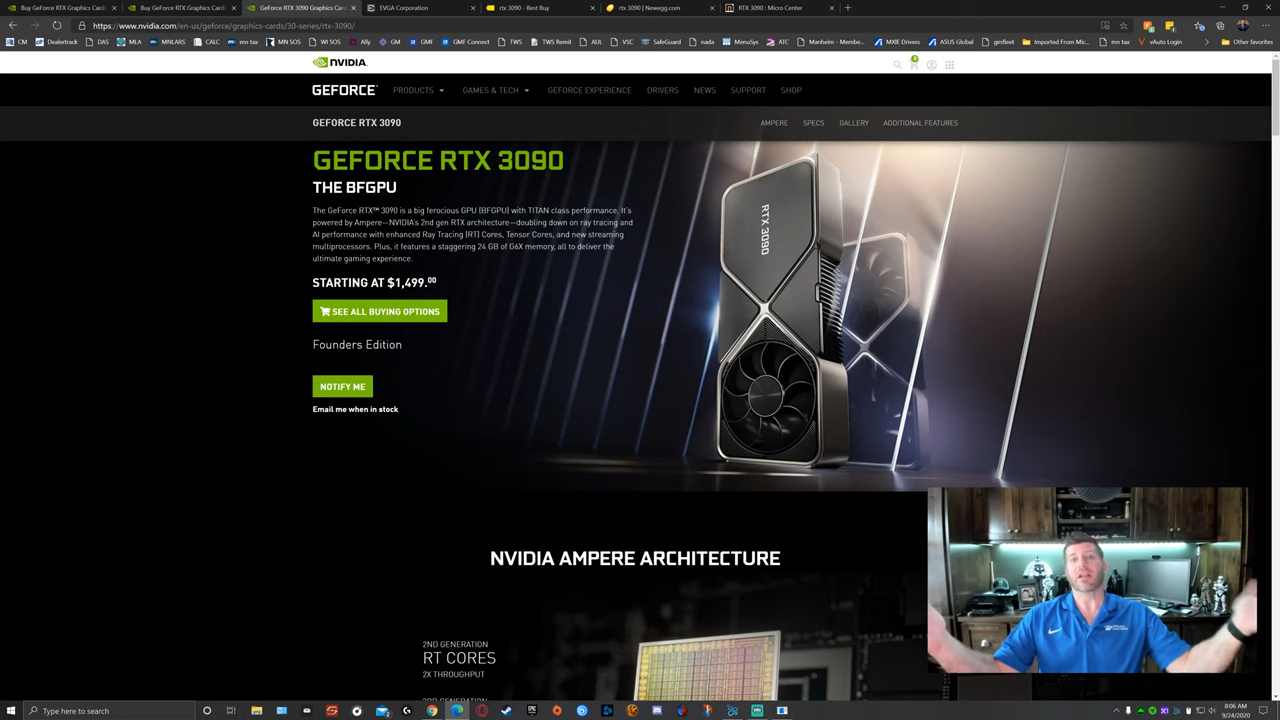 Buy GeForce RTX Graphics Cards
Buy GeForce RTX Graphics Cards
GeForce RTX 3090 Graphics Card
EVGA Corporation
rtx 3090 - Best Buy
rtx 3090 | Newegg.com
RTX 3090 : Micro Center
https://www.nvidia.com/en-us/geforce/graphics-cards/30-series/rtx-3090/
CM Dealertrack DAS MLA MNLARS CALC mn tax MN SOS WI SOS Ally GM GMF GMF Connect TWS TWS Remit AUL VSC SafeGuard nada MenuSys ATC Manheim - Membe... MXIE Drivers ASUS Global gmfleet Imported From Mic... mn tax vAuto Login Other favorites
NVIDIA.
0
GEFORCE PRODUCTS GAMES & TECH GEFORCE EXPERIENCE DRIVERS NEWS SUPPORT SHOP
GEFORCE RTX 3090 AMPERE SPECS GALLERY ADDITIONAL FEATURES
GEFORCE RTX 3090
THE BFGPU
The GeForce RTX™ 3090 is a big ferocious GPU (BFGPU) with TITAN class performance. It's
powered by Ampere—NVIDIA's 2nd gen RTX architecture—doubling down on ray tracing and
AI performance with enhanced Ray Tracing (RT) Cores, Tensor Cores, and new streaming
multiprocessors. Plus, it features a staggering 24 GB of G6X memory, all to deliver the
ultimate gaming experience.
STARTING AT $1,499.00
SEE ALL BUYING OPTIONS
Founders Edition
NOTIFY ME
Email me when in stock
RTX 3090
NVIDIA AMPERE ARCHITECTURE
2ND GENERATION
RT CORES
2X THROUGHPUT
Type here to search
8:06 AM
9/24/2020